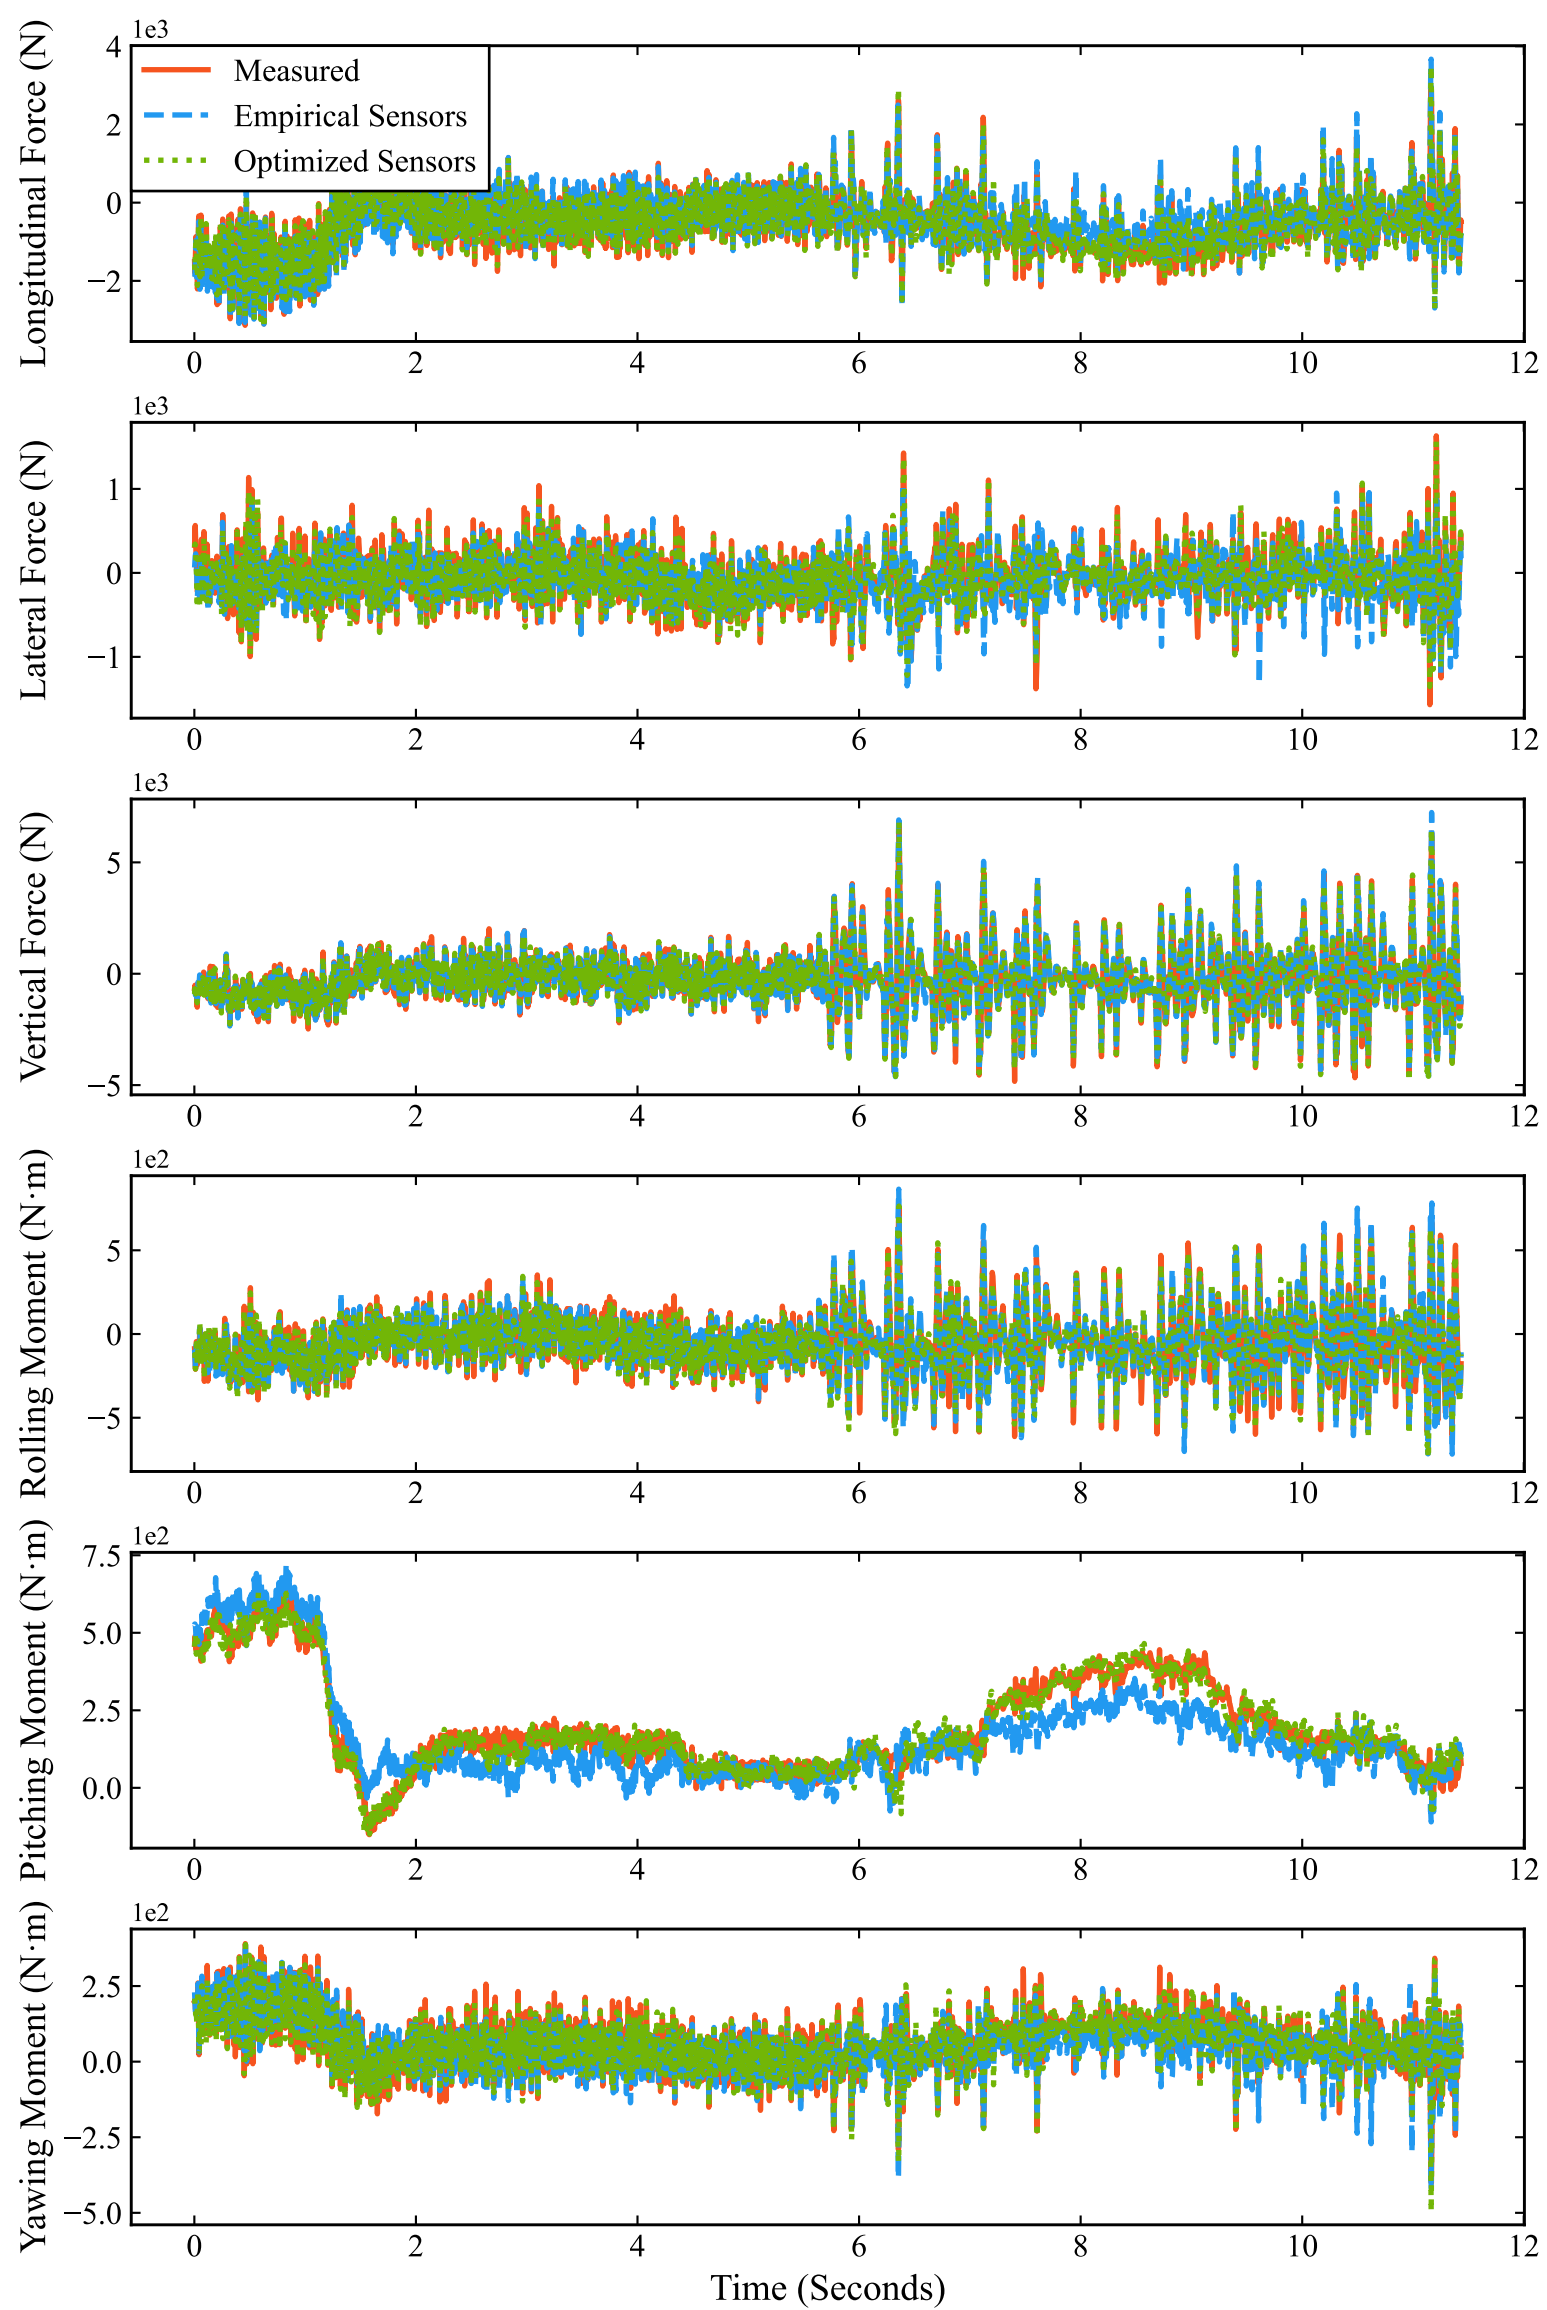 1e3
Longitudinal Force (N)
4
2
0
−2
Measured
Empirical Sensors
Optimized Sensors
0 2 4 6 8 10 12
1e3
Lateral Force (N)
1
0
−1
0 2 4 6 8 10 12
1e3
Vertical Force (N)
5
0
−5
0 2 4 6 8 10 12
1e2
Rolling Moment (N·m)
5
0
−5
0 2 4 6 8 10 12
1e2
Pitching Moment (N·m)
7.5
5.0
2.5
0.0
0 2 4 6 8 10 12
1e2
Yawing Moment (N·m)
2.5
0.0
−2.5
−5.0
0 2 4 6 8 10 12
Time (Seconds)